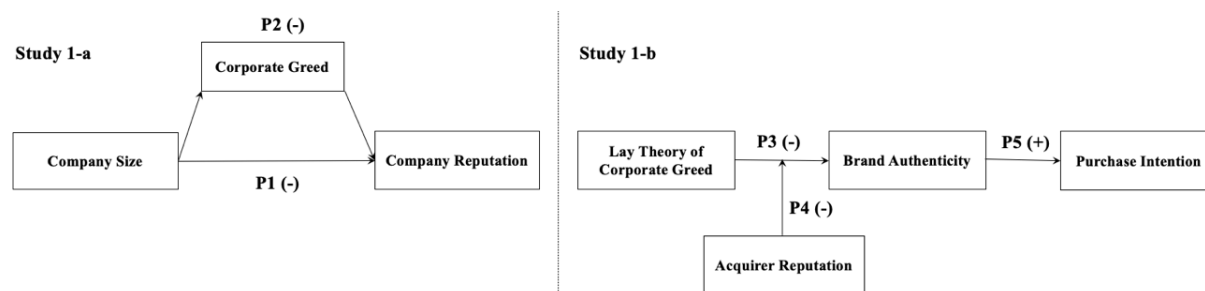 Study 1-a
P2 (-)
Corporate Greed
Company Size
Company Reputation
P1 (-)
Study 1-b
Lay Theory of
Corporate Greed
P3 (-)
Brand Authenticity
P5 (+)
Purchase Intention
P4 (-)
Acquirer Reputation